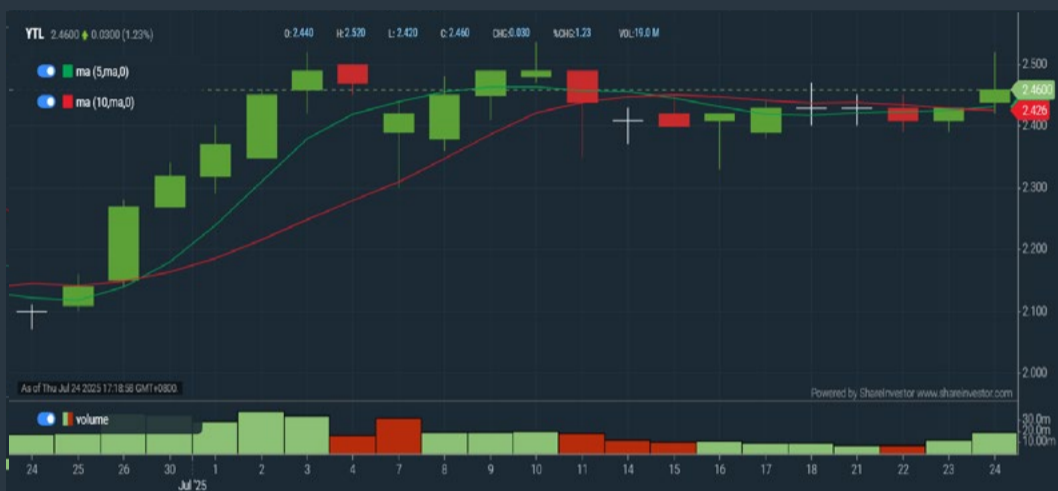 YTL 2.4600 0.0300 (1.23%) O: 2.440 H: 2.520 L: 2.420 C: 2.460 CHG:0.030 %CHG:1.23 VOL:19.0 M
ma (5,ma,0)
ma (10,ma,0)
2.500
2.4600
2.426
2.400
2.300
2.200
2.100
2.000
As of Thu Jul 24 2025 17:18:58 GMT+0800.
Powered by ShareInvestor www.shareinvestor.com
volume
30.0m
20.0m
10.00m
24 25 26 30 1 2 3 4 7 8 9 10 11 14 15 16 17 18 21 22 23 24
Jul '25